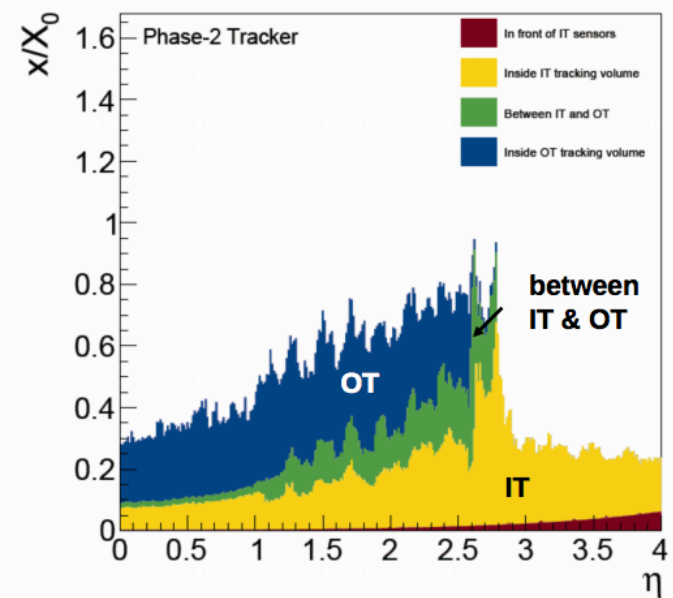 x/X0
Phase-2 Tracker
In front of IT sensors
Inside IT tracking volume
Between IT and OT
Inside OT tracking volume
1.6
1.4
1.2
1
0.8
0.6
0.4
0.2
0
between
IT & OT
OT
IT
0 0.5 1 1.5 2 2.5 3 3.5 4
η